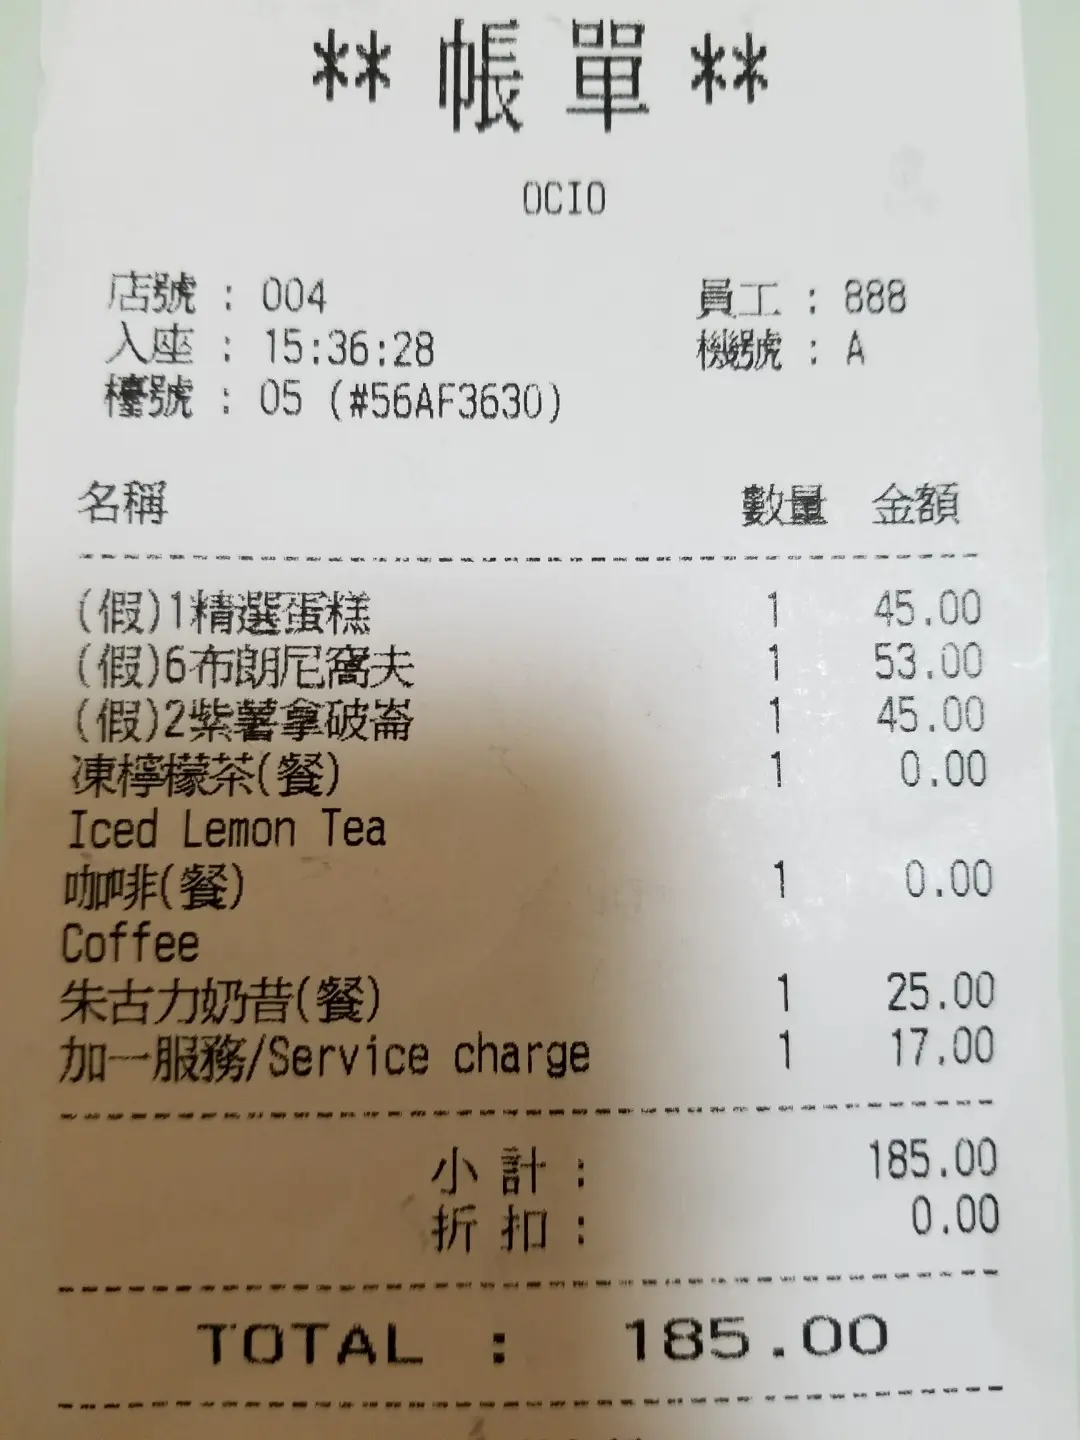 ** 帳 單 **
OCIO
店號 : 004 員工 : 888
入座 : 15:36:28 機號 : A
檯號 : 05 (#56AF3630)
名稱 數量 金額
(假)1精選蛋糕 1 45.00
(假)6布朗尼窩夫 1 53.00
(假)2紫薯拿破崙 1 45.00
凍檸檬茶(餐) 1 0.00
Iced Lemon Tea
咖啡(餐) 1 0.00
Coffee
朱古力奶昔(餐) 1 25.00
加一服務/Service charge 1 17.00
小 計 : 185.00
折 扣 : 0.00
TOTAL : 185.00